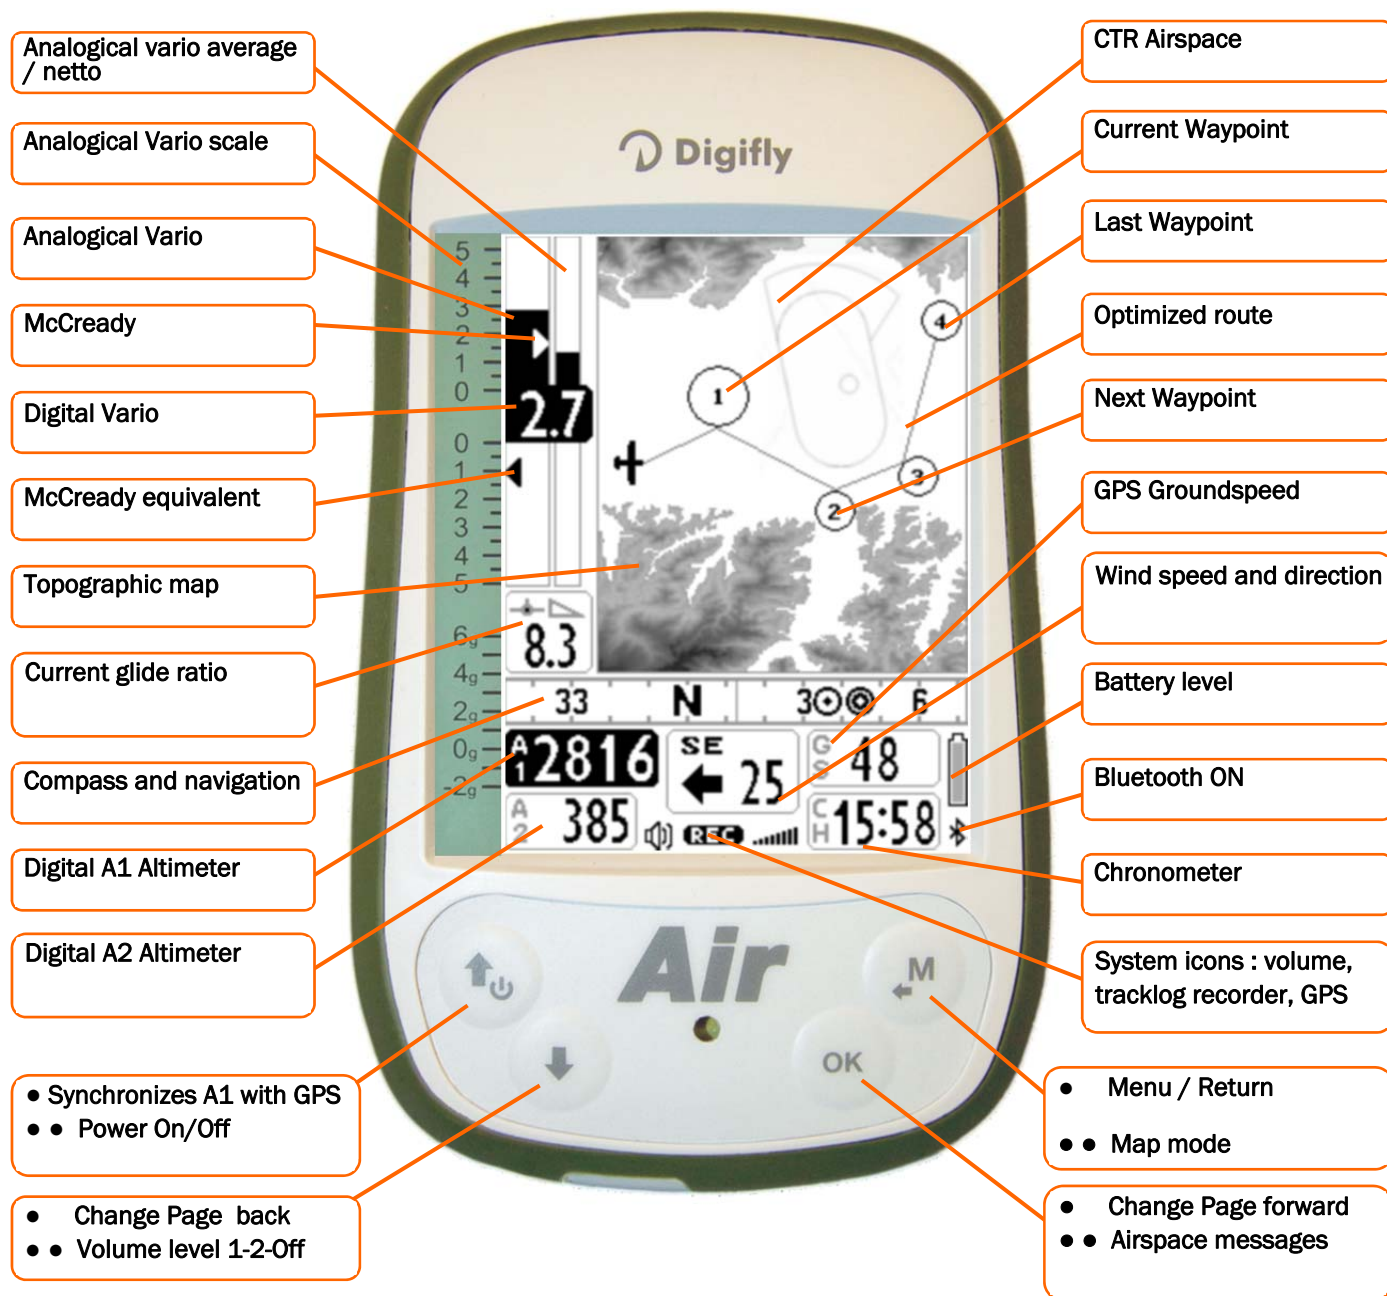 Analogical vario average
/ netto
Analogical Vario scale
Analogical Vario
McCready
Digital Vario
McCready equivalent
Topographic map
Current glide ratio
Compass and navigation
Digital A1 Altimeter
Digital A2 Altimeter
● Synchronizes A1 with GPS
● ● Power On/Off
● Change Page back
● ● Volume level 1-2-Off
Digifly
5
4
3
2
1
0
0
1
2
3
4
5
6g
4g
2g
0g
-2g
2.7
8.3
1
2
3
4
33 N 3 6
A1 2816
SE
25
GS 48
A2 385
REC
CH 15:58
Air
M
OK
CTR Airspace
Current Waypoint
Last Waypoint
Optimized route
Next Waypoint
GPS Groundspeed
Wind speed and direction
Battery level
Bluetooth ON
Chronometer
System icons : volume,
tracklog recorder, GPS
● Menu / Return
● ● Map mode
● Change Page forward
● ● Airspace messages